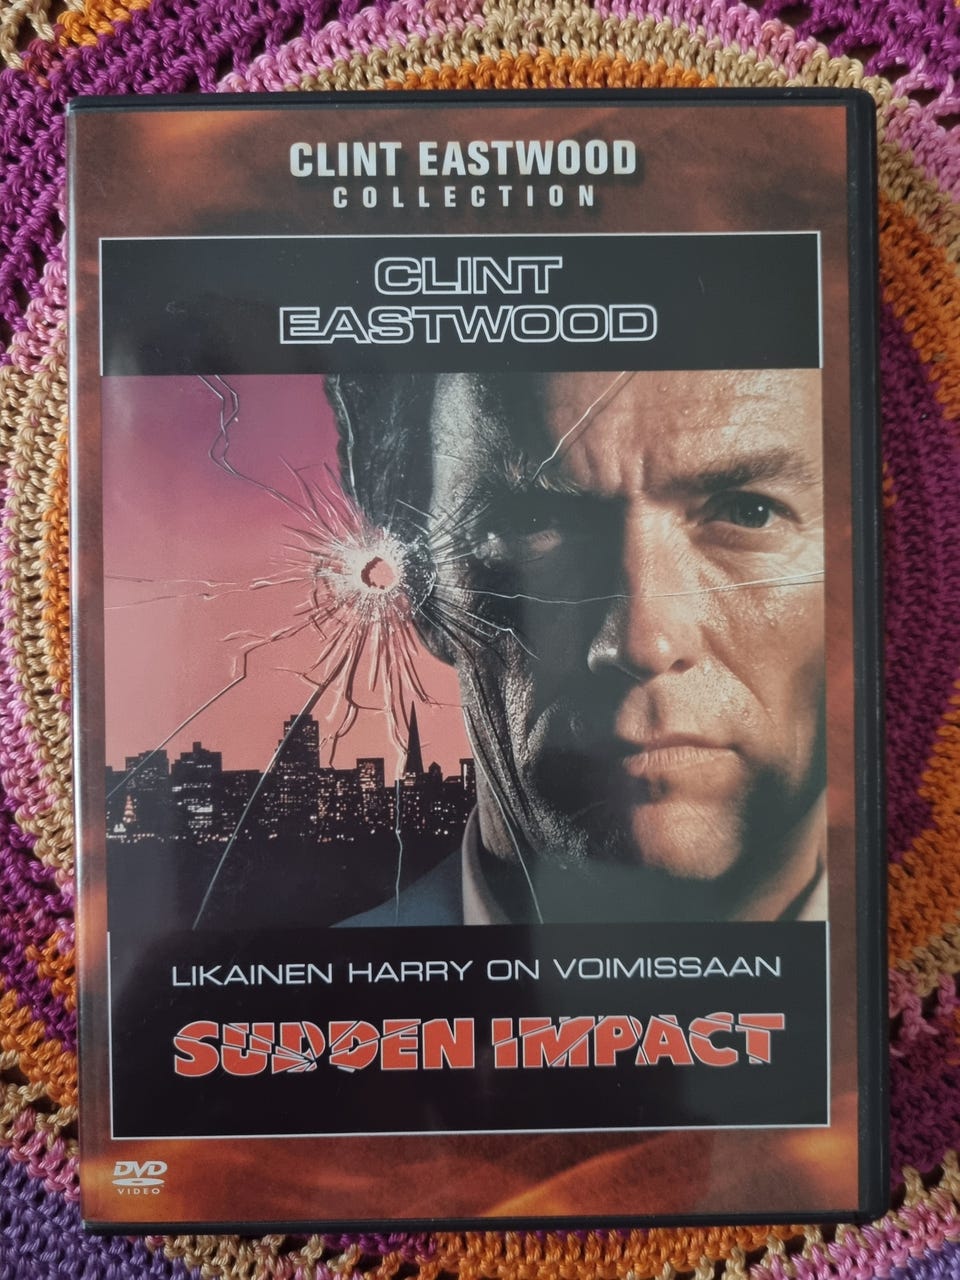 CLINT EASTWOOD
COLLECTION
CLINT
EASTWOOD
LIKAINEN HARRY ON VOIMISSAAN
SUDDEN IMPACT
DVD
VIDEO